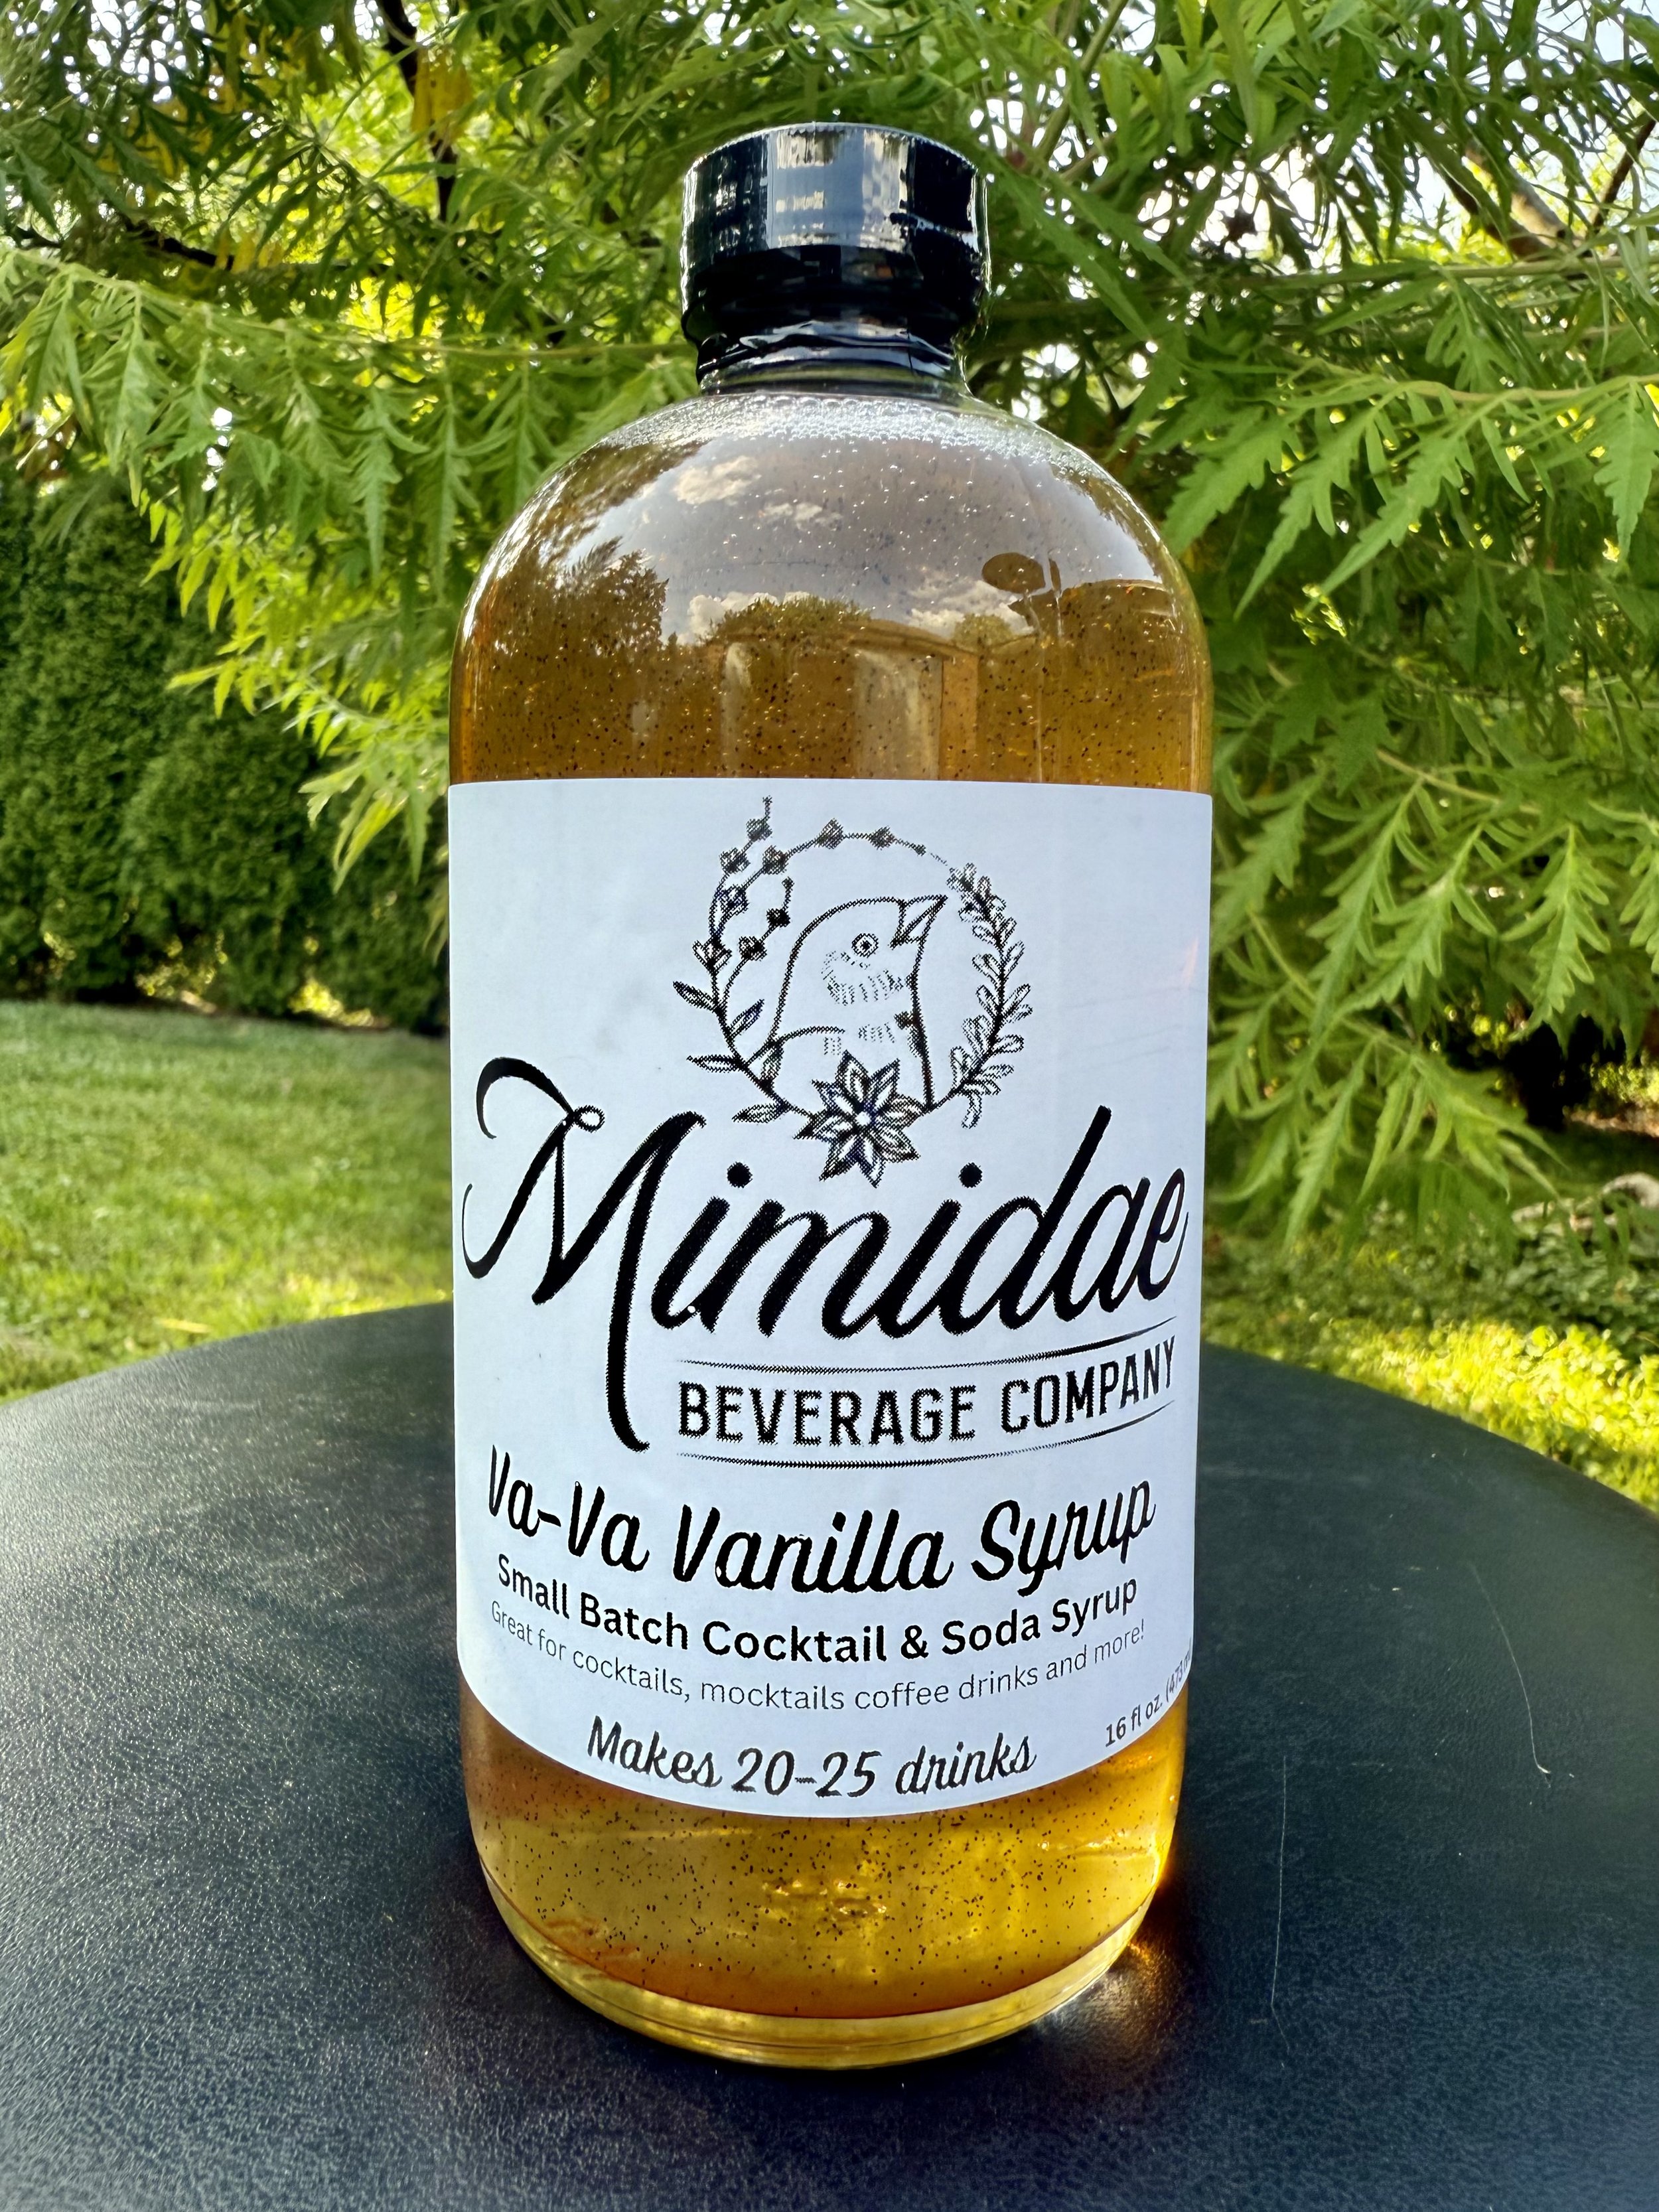 Mimidae
BEVERAGE COMPANY
Va-Va Vanilla Syrup
Small Batch Cocktail & Soda Syrup
Great for cocktails, mocktails coffee drinks and more!
16 fl oz.
Makes 20-25 drinks